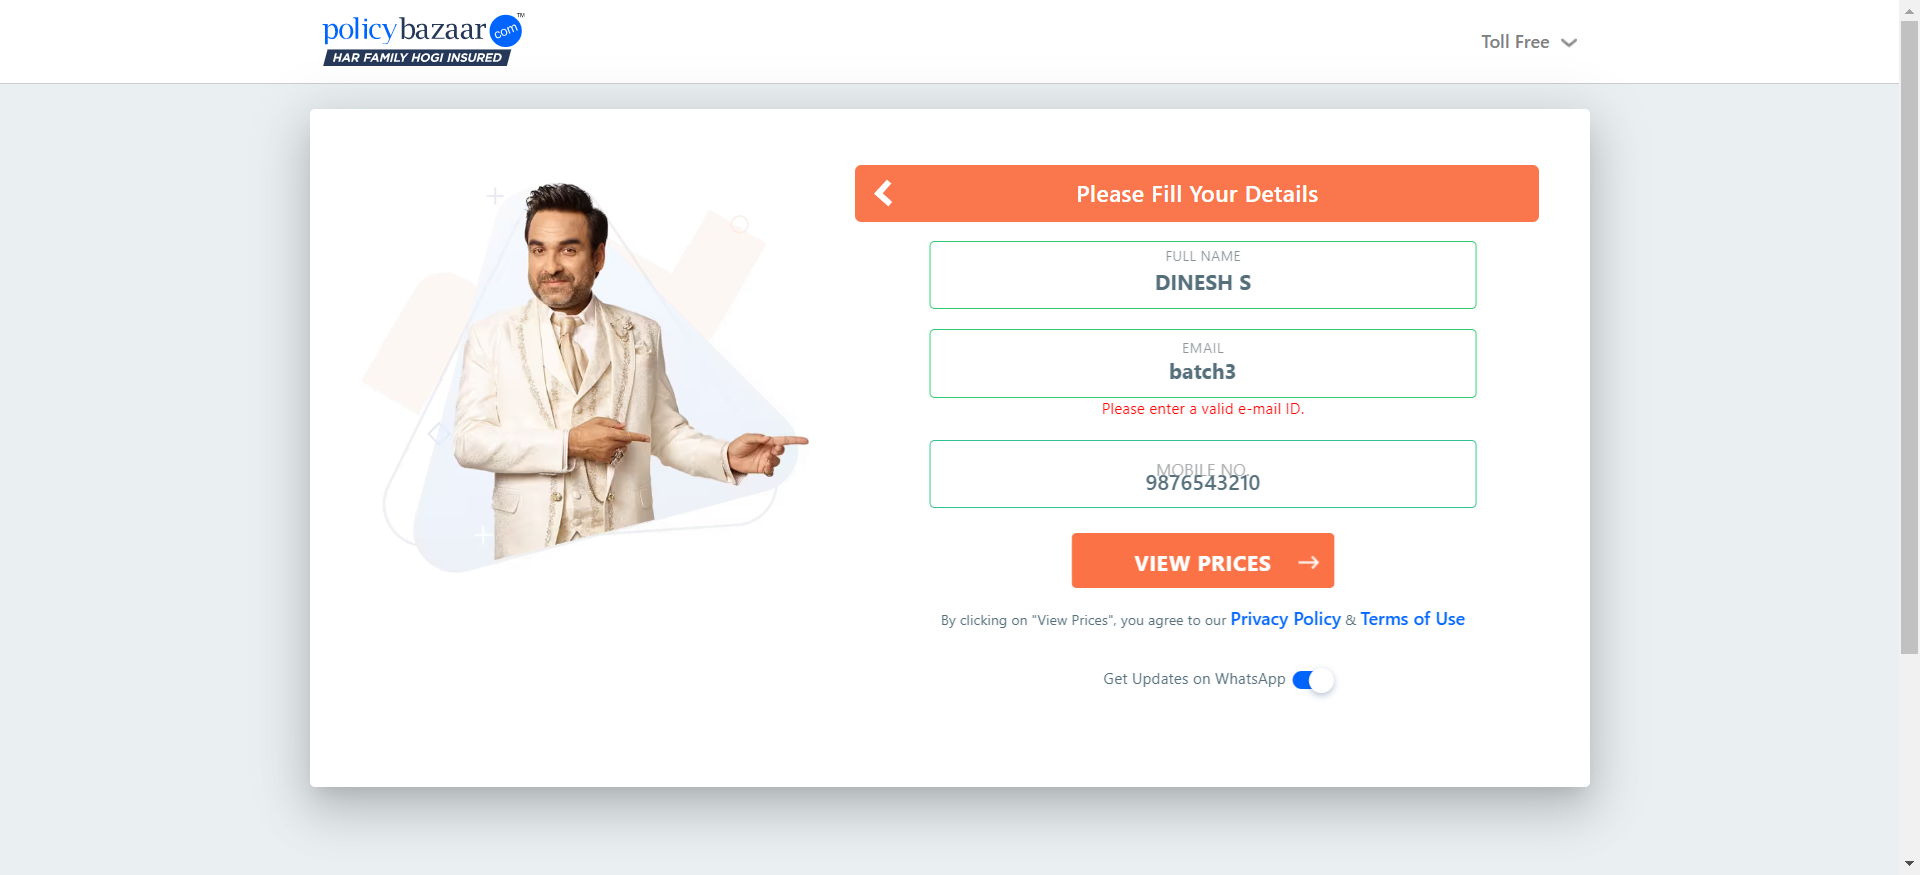 policybazaar com ™
HAR FAMILY HOGI INSURED
Toll Free
Please Fill Your Details
FULL NAME
DINESH S
EMAIL
batch3
Please enter a valid e-mail ID.
MOBILE NO.
9876543210
VIEW PRICES
By clicking on "View Prices", you agree to our Privacy Policy & Terms of Use
Get Updates on WhatsApp